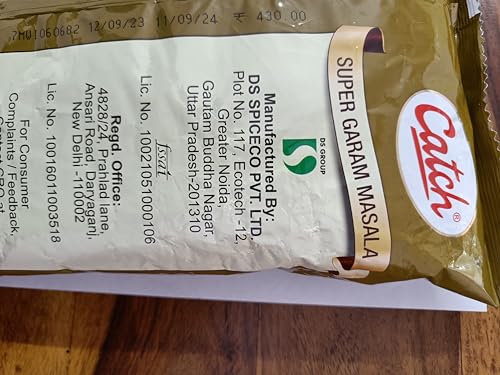 Catch®
SUPER GARAM MASALA
DS GROUP
Manufactured By:
DS SPICECO PVT. LTD.
Plot No. 117, Ecotech -12,
Greater Noida,
Gautam Buddha Nagar,
Uttar Pradesh-201310
fssai
Lic. No. 10021051000106
Regd. Office:
4828/24, Prahlad lane,
Ansari Road, Daryaganj,
New Delhi -110002
Lic. No. 10016011003518
For Consumer
Complaints / Feedback,
12/09/23 11/09/24 ₹ 430.00